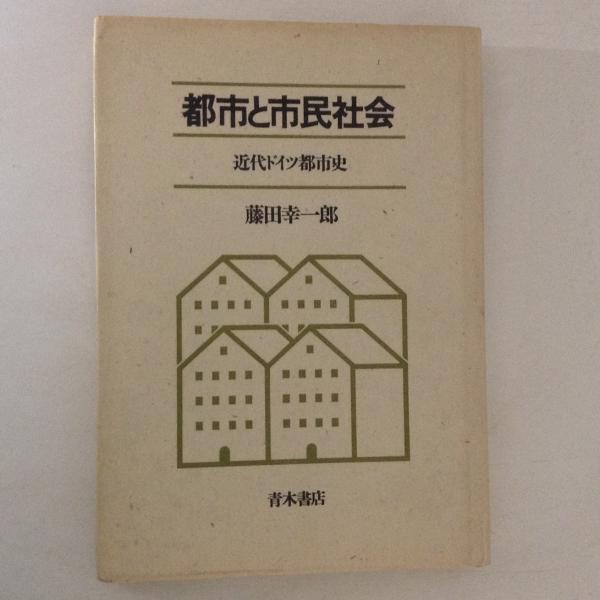 都市と市民社会
近代ドイツ都市史
藤田幸一郎
青木書店